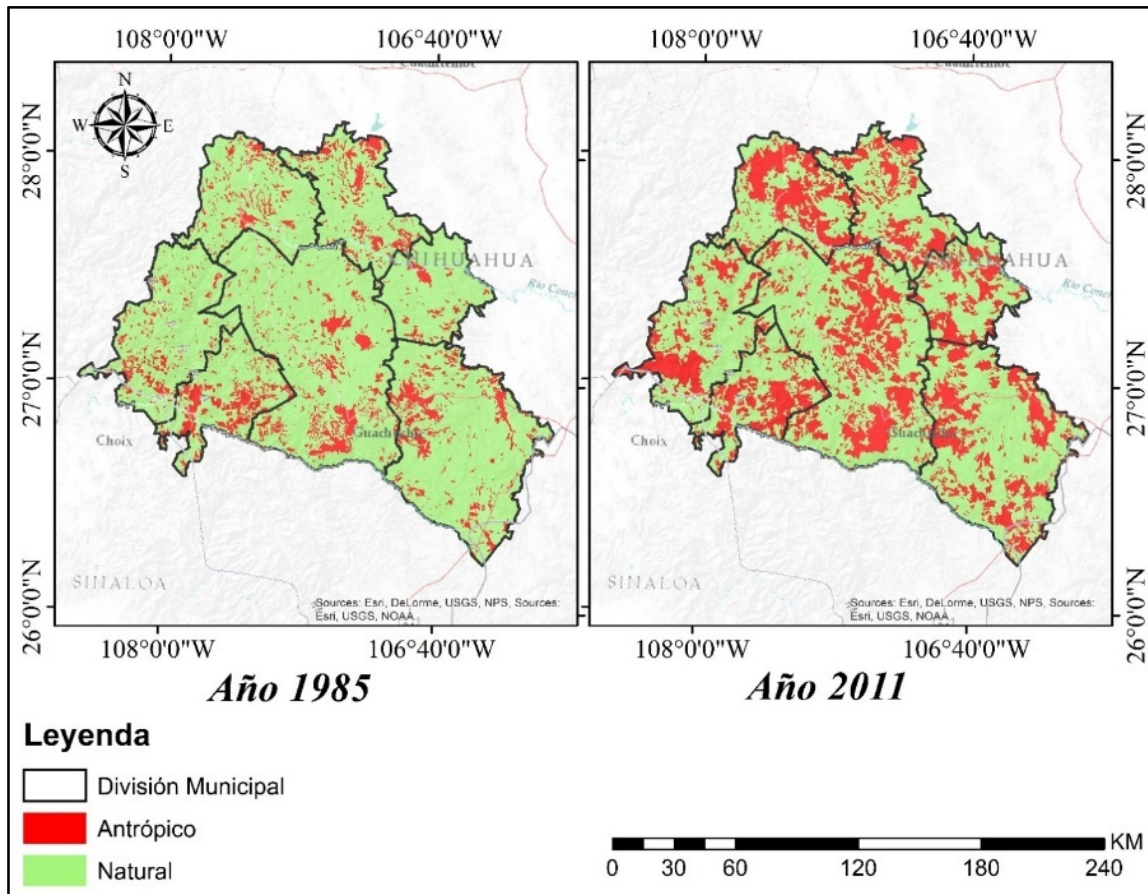 108°0'0"W 106°40'0"W 108°0'0"W 106°40'0"W
N
W E
S
28°0'0"N
27°0'0"N
26°0'0"N
CHIHUAHUA
Choix
SINALOA
Sources: Esri, DeLorme, USGS, NPS, Sources:
Esri, USGS, NOAA
Choix
SINALOA
Sources: Esri, DeLorme, USGS, NPS, Sources:
Esri, USGS, NOAA
28°0'0"N
27°0'0"N
26°0'0"N
108°0'0"W 106°40'0"W 108°0'0"W 106°40'0"W
Año 1985 Año 2011
Leyenda
División Municipal
Antrópico
Natural
KM
0 30 60 120 180 240